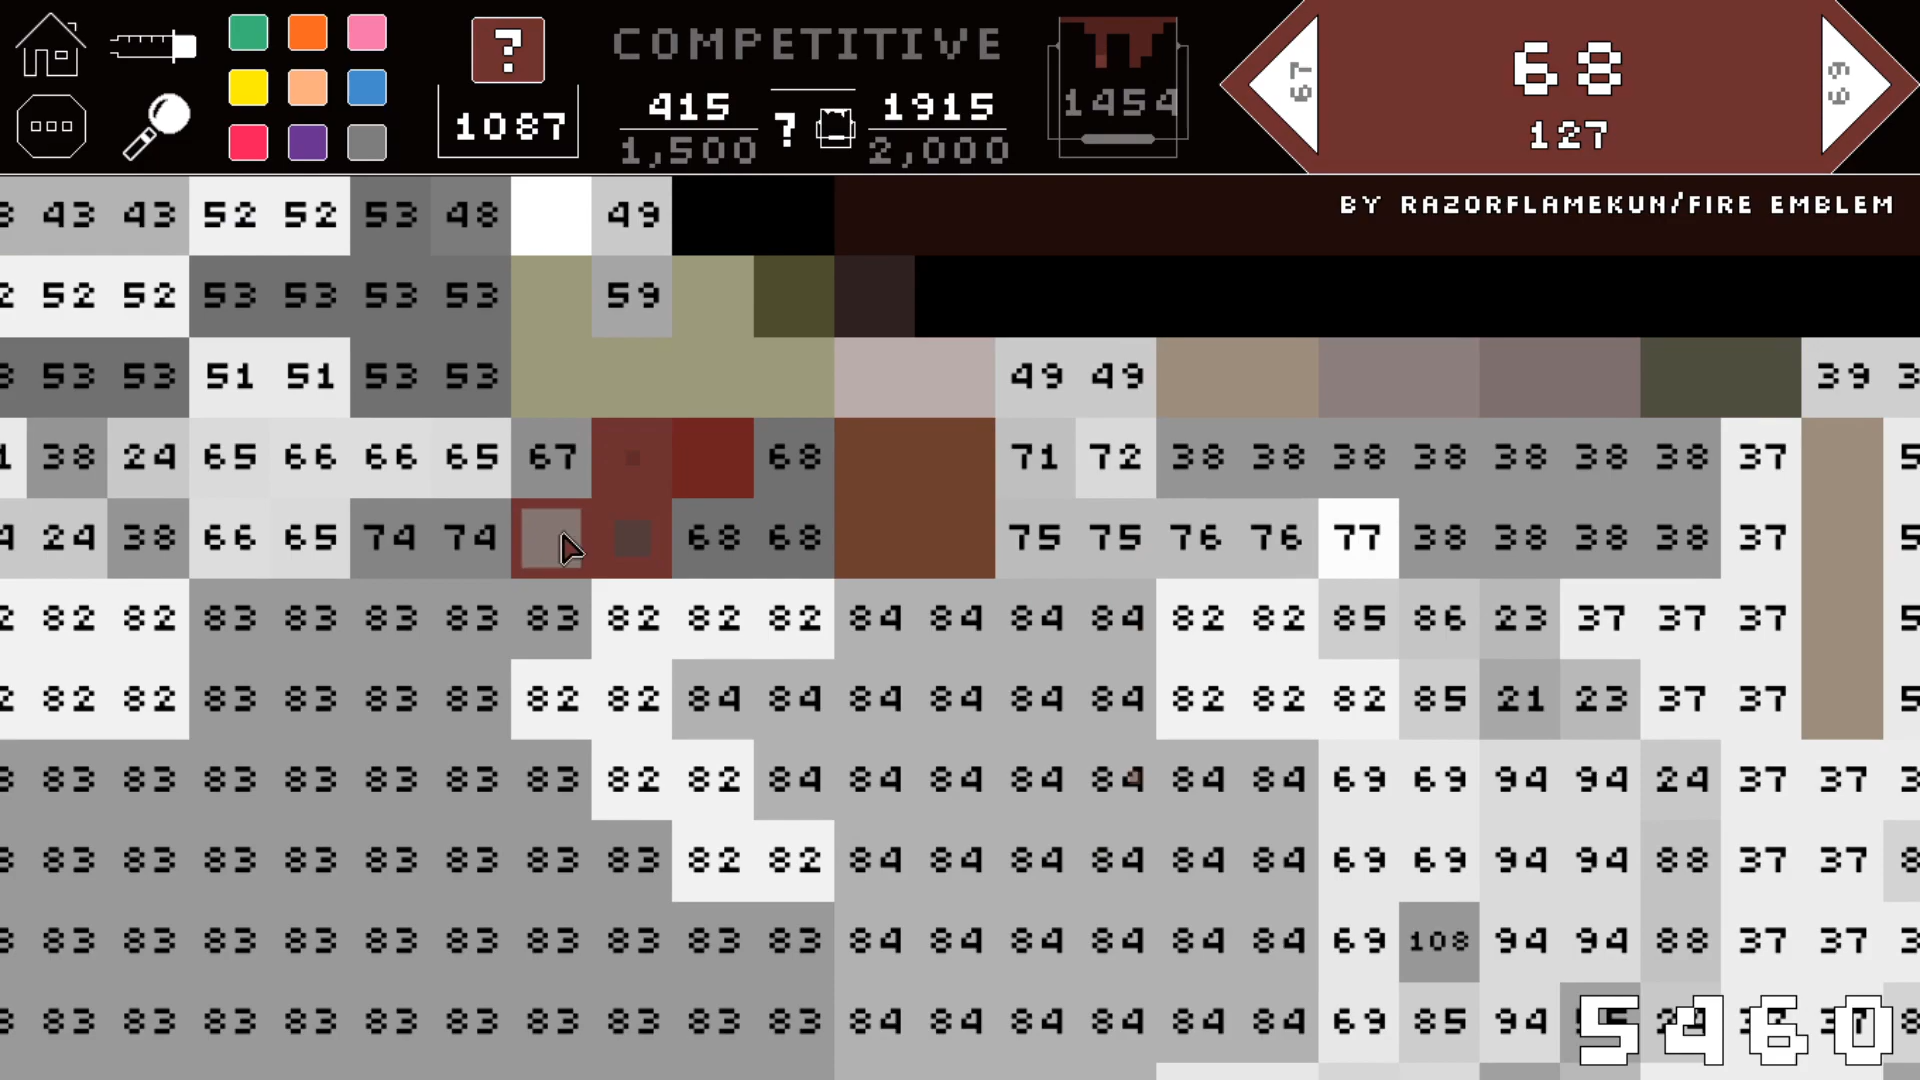 COMPETITIVE
1087
415
1,500
?
1915
2,000
1454
67
68
127
69
BY RAZORFLAMEKUN/FIRE EMBLEM
43 43 52 52 53 48 49
52 52 53 53 53 53 59
53 53 51 51 53 53 49 49 39
38 24 65 66 66 65 67 68 71 72 38 38 38 38 38 38 38 37
24 38 66 65 74 74 68 68 75 75 76 76 77 38 38 38 38 37
82 82 83 83 83 83 83 82 82 82 84 84 84 84 82 82 85 86 23 37 37 37
82 82 83 83 83 83 82 82 84 84 84 84 84 84 82 82 82 85 21 23 37 37
83 83 83 83 83 83 83 82 82 84 84 84 84 84 84 84 69 69 94 94 24 37 37
83 83 83 83 83 83 83 83 82 82 84 84 84 84 84 84 69 69 94 94 88 37 37
83 83 83 83 83 83 83 83 83 83 84 84 84 84 84 84 69 108 94 94 88 37 37
83 83 83 83 83 83 83 83 83 83 84 84 84 84 84 84 69 85 94
5460